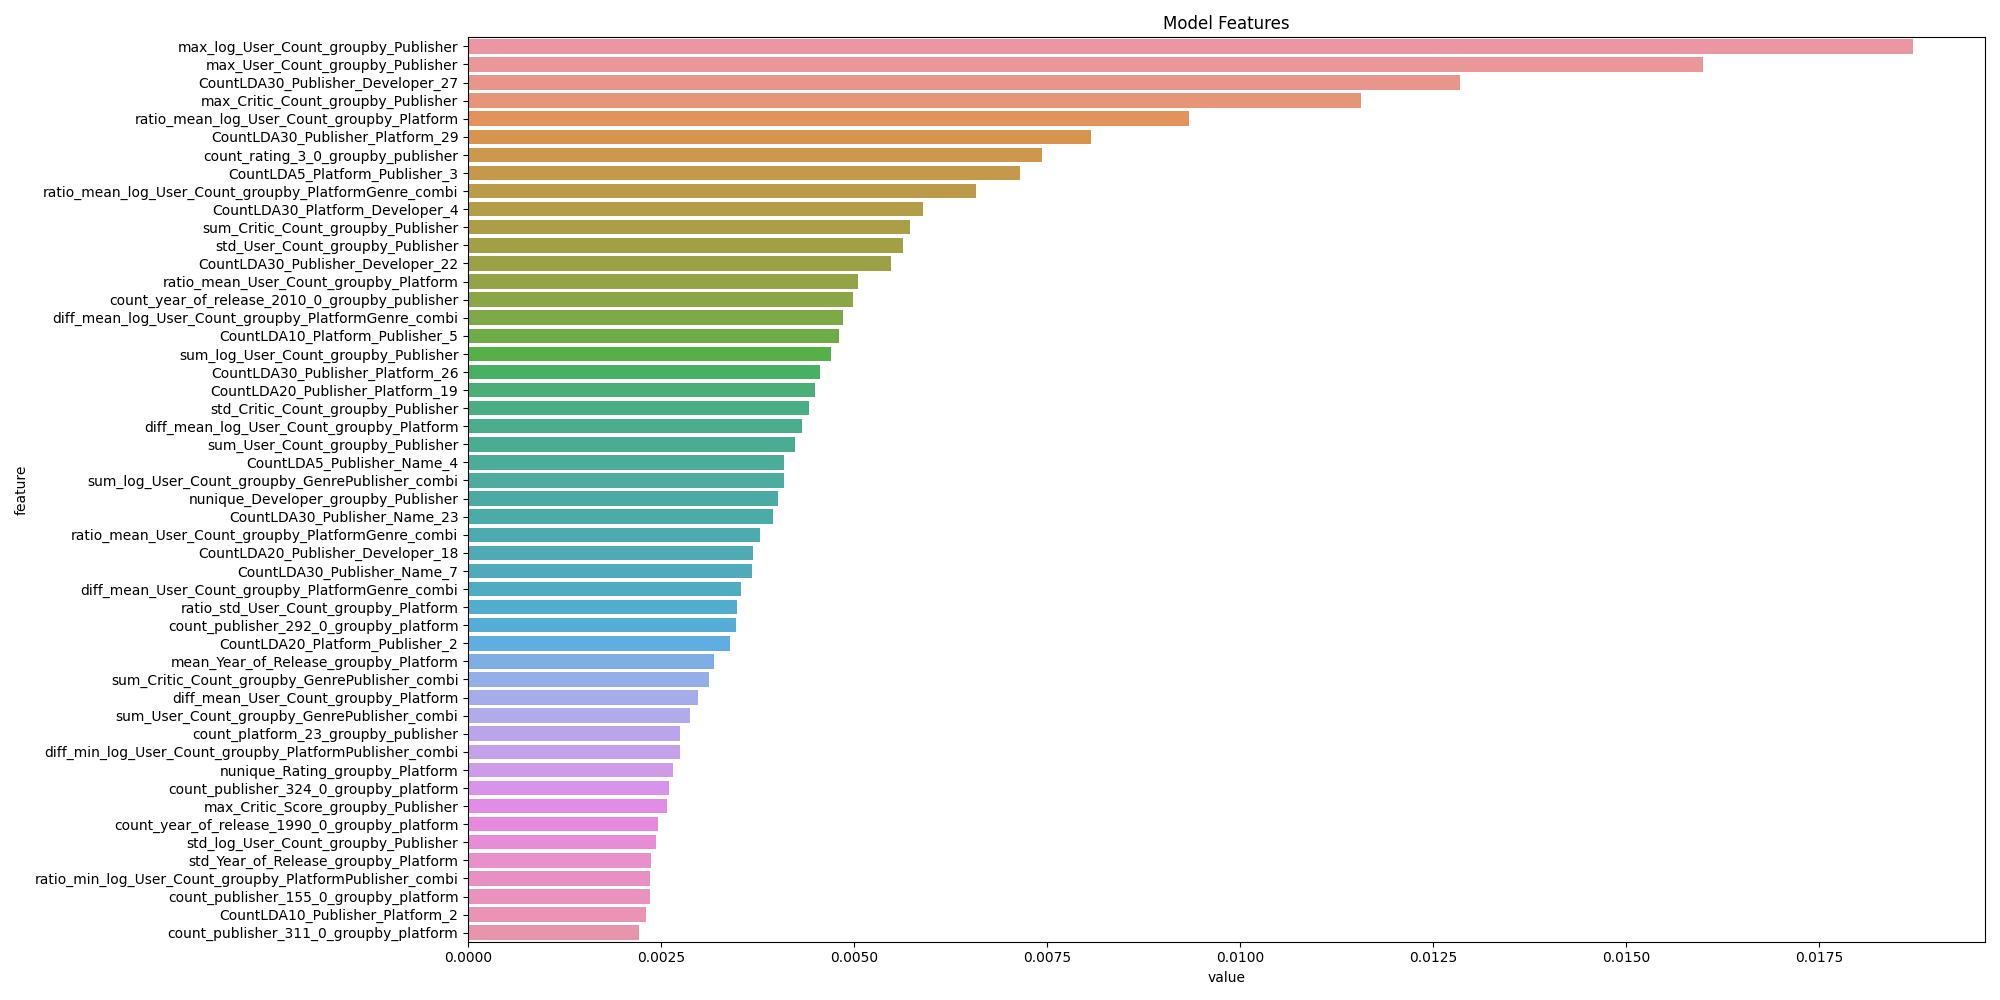 Model Features
max_log_User_Count_groupby_Publisher
max_User_Count_groupby_Publisher
CountLDA30_Publisher_Developer_27
max_Critic_Count_groupby_Publisher
ratio_mean_log_User_Count_groupby_Platform
CountLDA30_Publisher_Platform_29
count_rating_3_0_groupby_publisher
CountLDA5_Platform_Publisher_3
ratio_mean_log_User_Count_groupby_PlatformGenre_combi
CountLDA30_Platform_Developer_4
sum_Critic_Count_groupby_Publisher
std_User_Count_groupby_Publisher
CountLDA30_Publisher_Developer_22
ratio_mean_User_Count_groupby_Platform
count_year_of_release_2010_0_groupby_publisher
diff_mean_log_User_Count_groupby_PlatformGenre_combi
CountLDA10_Platform_Publisher_5
sum_log_User_Count_groupby_Publisher
CountLDA30_Publisher_Platform_26
CountLDA20_Publisher_Platform_19
std_Critic_Count_groupby_Publisher
diff_mean_log_User_Count_groupby_Platform
sum_User_Count_groupby_Publisher
CountLDA5_Publisher_Name_4
sum_log_User_Count_groupby_GenrePublisher_combi
nunique_Developer_groupby_Publisher
CountLDA30_Publisher_Name_23
ratio_mean_User_Count_groupby_PlatformGenre_combi
CountLDA20_Publisher_Developer_18
CountLDA30_Publisher_Name_7
diff_mean_User_Count_groupby_PlatformGenre_combi
ratio_std_User_Count_groupby_Platform
count_publisher_292_0_groupby_platform
CountLDA20_Platform_Publisher_2
mean_Year_of_Release_groupby_Platform
sum_Critic_Count_groupby_GenrePublisher_combi
diff_mean_User_Count_groupby_Platform
sum_User_Count_groupby_GenrePublisher_combi
count_platform_23_groupby_publisher
diff_min_log_User_Count_groupby_PlatformPublisher_combi
nunique_Rating_groupby_Platform
count_publisher_324_0_groupby_platform
max_Critic_Score_groupby_Publisher
count_year_of_release_1990_0_groupby_platform
std_log_User_Count_groupby_Publisher
std_Year_of_Release_groupby_Platform
ratio_min_log_User_Count_groupby_PlatformPublisher_combi
count_publisher_155_0_groupby_platform
CountLDA10_Publisher_Platform_2
count_publisher_311_0_groupby_platform
feature
0.0000 0.0025 0.0050 0.0075 0.0100 0.0125 0.0150 0.0175
value